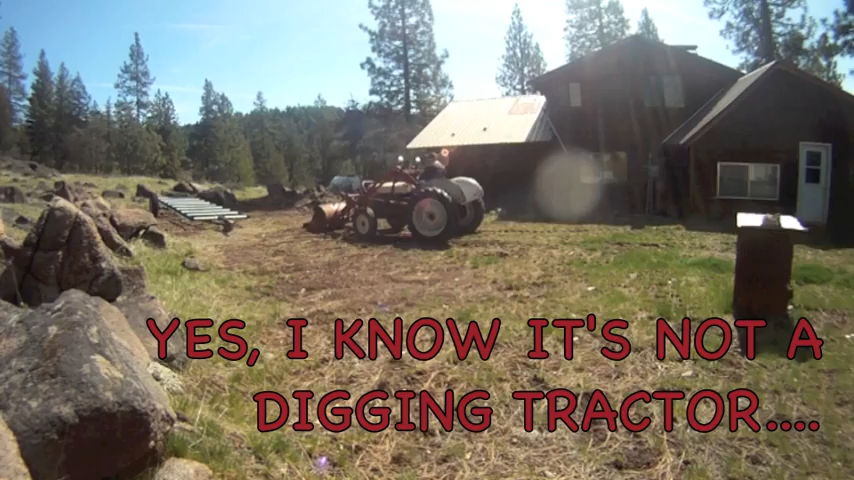 YES, I KNOW IT'S NOT A
DIGGING TRACTOR....